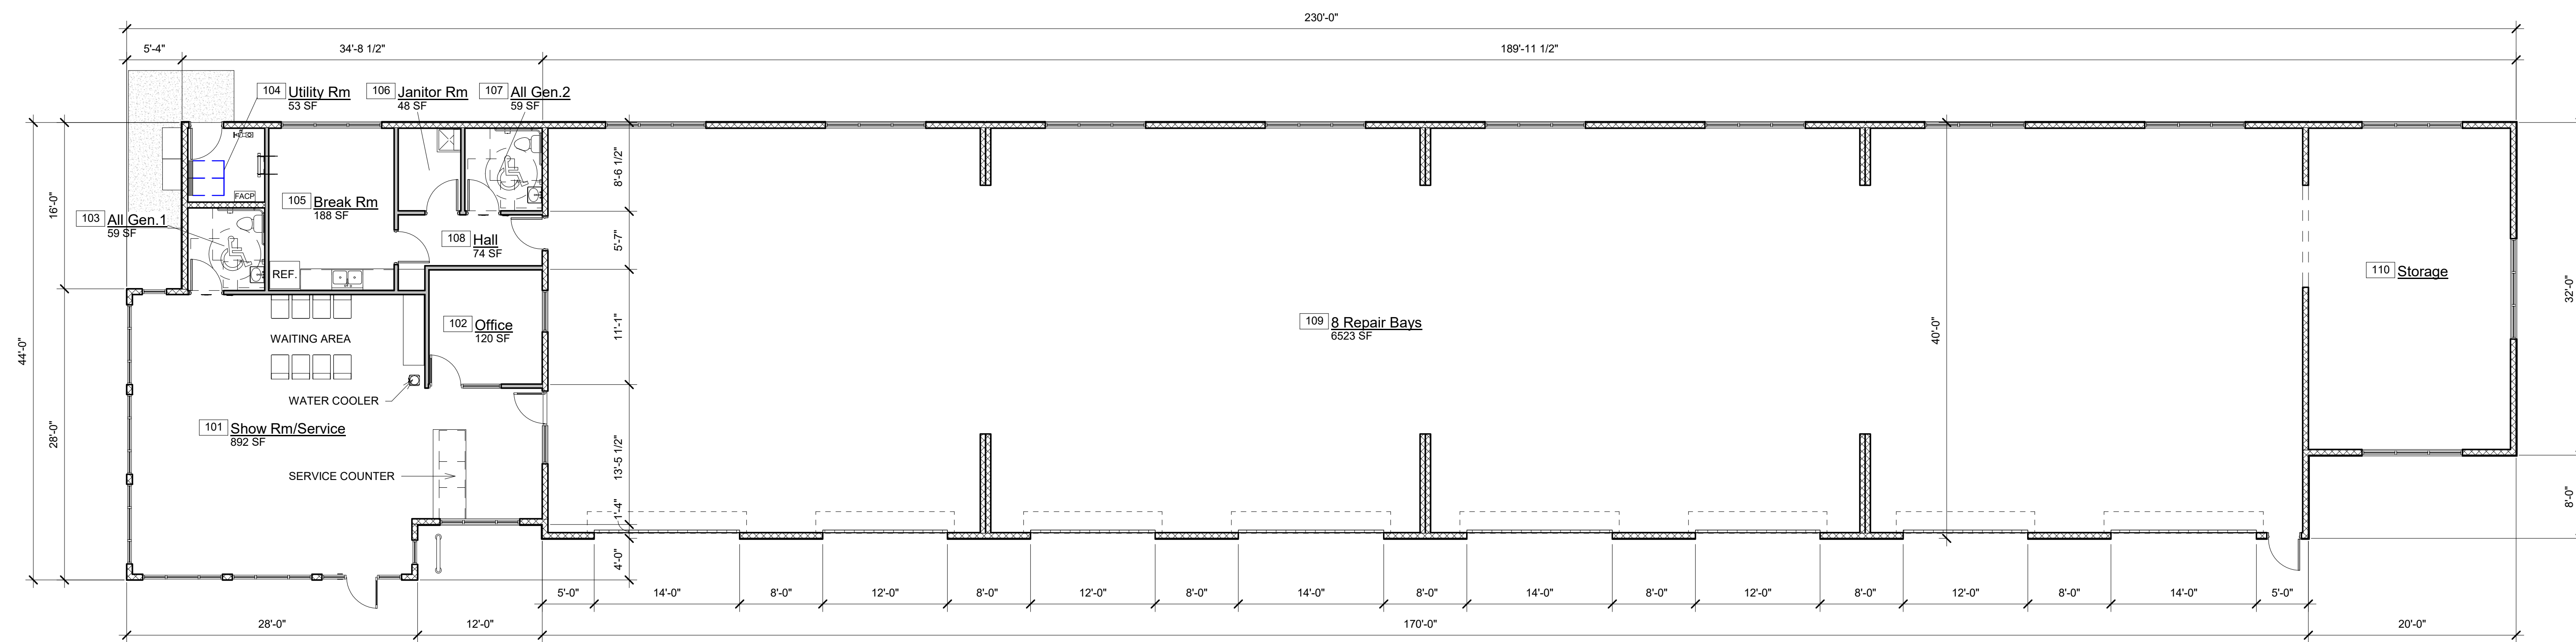 230'-0"
5'-4"
34'-8 1/2"
189'-11 1/2"
104 Utility Rm
53 SF
106 Janitor Rm
48 SF
107 All Gen.2
59 SF
FACP
8'-6 1/2"
16'-0"
105 Break Rm
188 SF
103 All Gen.1
59 SF
108 Hall
74 SF
5'-7"
REF.
110 Storage
32'-0"
102 Office
120 SF
109 8 Repair Bays
6523 SF
11'-1"
40'-0"
WAITING AREA
44'-0"
WATER COOLER
101 Show Rm/Service
892 SF
28'-0"
13'-5 1/2"
SERVICE COUNTER
1'-4"
8'-0"
4'-0"
5'-0"
14'-0"
8'-0"
12'-0"
8'-0"
12'-0"
8'-0"
14'-0"
8'-0"
14'-0"
8'-0"
12'-0"
8'-0"
12'-0"
8'-0"
14'-0"
5'-0"
28'-0"
12'-0"
170'-0"
20'-0"